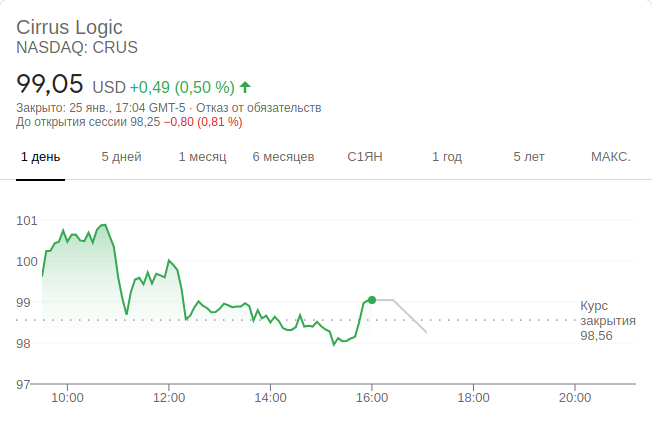 Cirrus Logic
NASDAQ: CRUS
99,05 USD +0,49 (0,50 %)
Закрыто: 25 янв., 17:04 GMT-5 · Отказ от обязательств
До открытия сессии 98,25 −0,80 (0,81 %)
1 день 5 дней 1 месяц 6 месяцев С1ЯН 1 год 5 лет МАКС.
101
100
99
98
97
Курс
закрытия
98,56
10:00 12:00 14:00 16:00 18:00 20:00